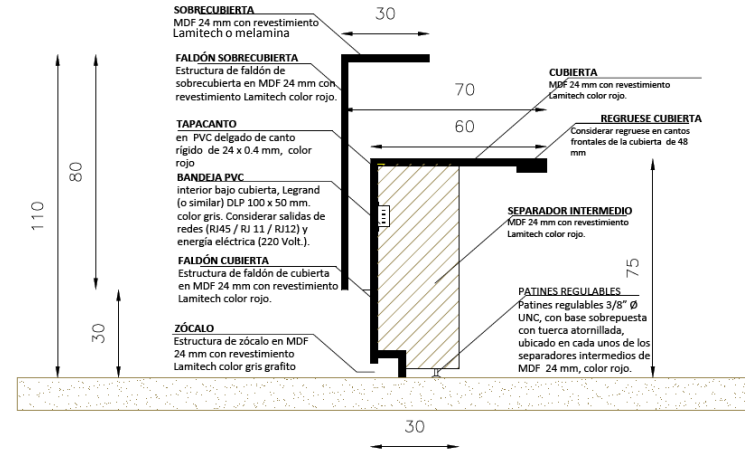 SOBRECUBIERTA
MDF 24 mm con revestimiento
Lamitech o melamina
FALDÓN SOBRECUBIERTA
Estructura de faldón de
sobrecubierta en MDF 24 mm con
revestimiento Lamitech color rojo.
TAPACANTO
en PVC delgado de canto
rígido de 24 x 0.4 mm, color
rojo
BANDEJA PVC
interior bajo cubierta, Legrand
(o similar) DLP 100 x 50 mm.
color gris. Considerar salidas de
redes (RJ45 / RJ 11 / RJ12) y
energía eléctrica (220 Volt.).
FALDÓN CUBIERTA
Estructura de faldón de cubierta
en MDF 24 mm con revestimiento
Lamitech color rojo.
ZÓCALO
Estructura de zócalo en MDF
24 mm con revestimiento
Lamitech color gris grafito
CUBIERTA
MDF 24 mm con revestimiento
Lamitech color rojo.
REGRUESE CUBIERTA
Considerar regruese en cantos
frontales de la cubierta de 48
mm
SEPARADOR INTERMEDIO
MDF 24 mm con revestimiento
Lamitech color rojo.
PATINES REGULABLES
Patines regulables 3/8" Ø
UNC, con base sobrepuesta
con tuerca atornillada,
ubicado en cada unos de los
separadores intermedios de
MDF 24 mm, color rojo.
30
70
60
80
110
30
75
30